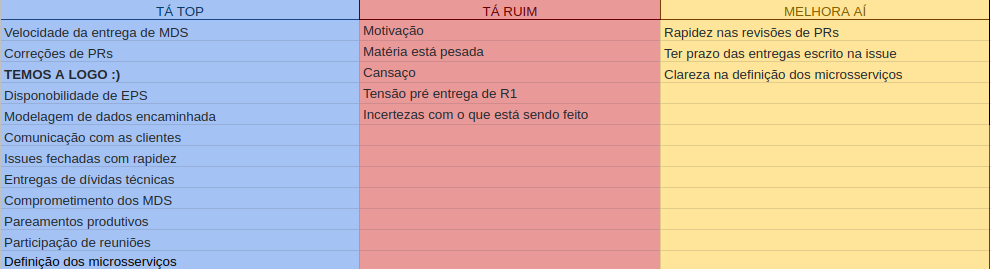 TÁ TOP
TÁ RUIM
MELHORA AÍ
Velocidade da entrega de MDS
Motivação
Rapidez nas revisões de PRs
Correções de PRs
Matéria está pesada
Ter prazo das entregas escrito na issue
TEMOS A LOGO :)
Cansaço
Clareza na definição dos microsserviços
Disponobilidade de EPS
Tensão pré entrega de R1
Modelagem de dados encaminhada
Incertezas com o que está sendo feito
Comunicação com as clientes
Issues fechadas com rapidez
Entregas de dívidas técnicas
Comprometimento dos MDS
Pareamentos produtivos
Participação de reuniões
Definição dos microsserviços